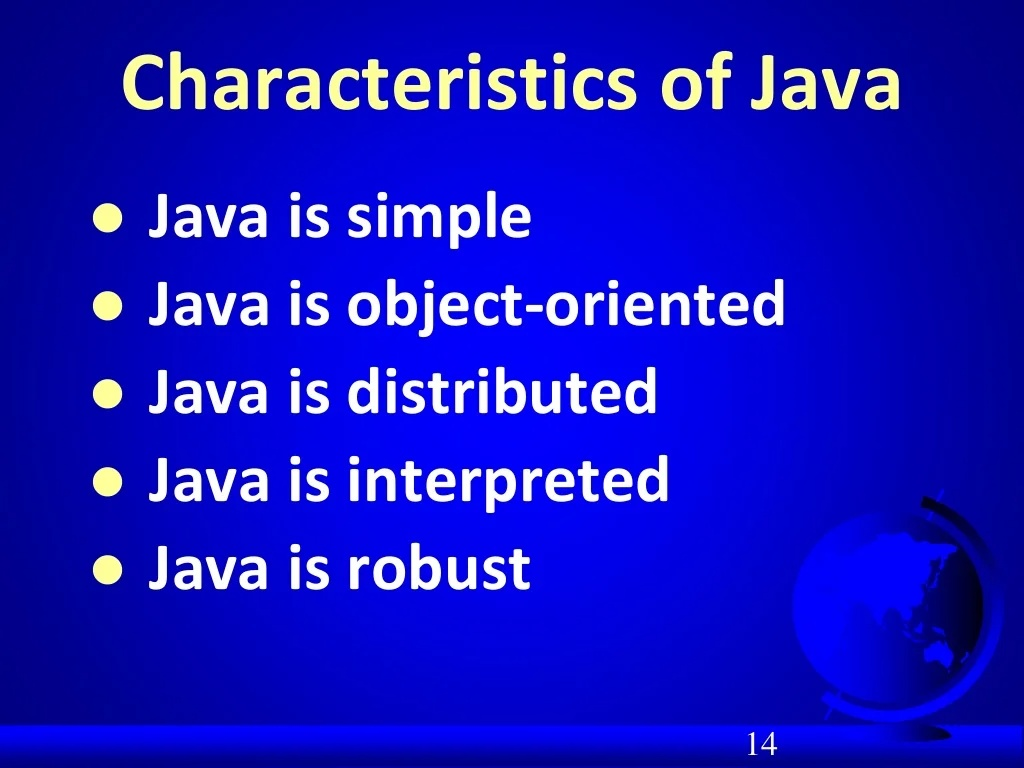 Characteristics of Java
● Java is simple
● Java is object-oriented
● Java is distributed
● Java is interpreted
● Java is robust
14